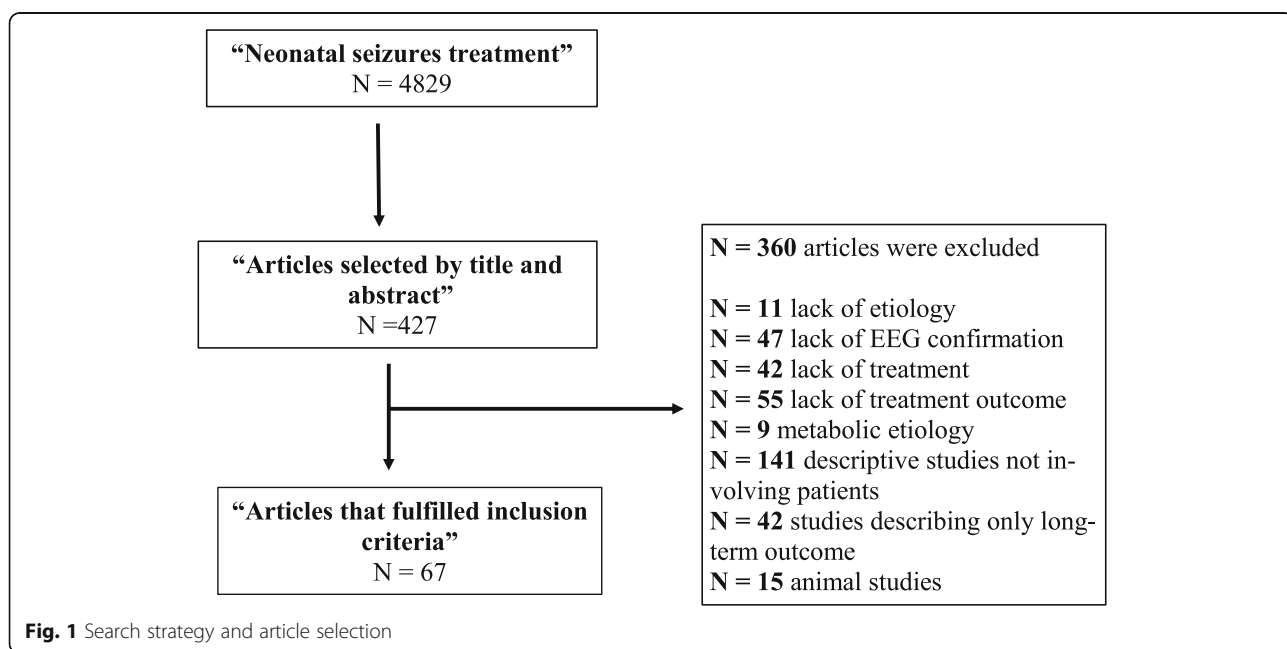 “Neonatal seizures treatment”
N = 4829
“Articles selected by title and
abstract”
N =427
N = 360 articles were excluded
N = 11 lack of etiology
N = 47 lack of EEG confirmation
N = 42 lack of treatment
N = 55 lack of treatment outcome
N = 9 metabolic etiology
N = 141 descriptive studies not in-
volving patients
N = 42 studies describing only long-
term outcome
N = 15 animal studies
“Articles that fulfilled inclusion
criteria”
N = 67
Fig. 1 Search strategy and article selection